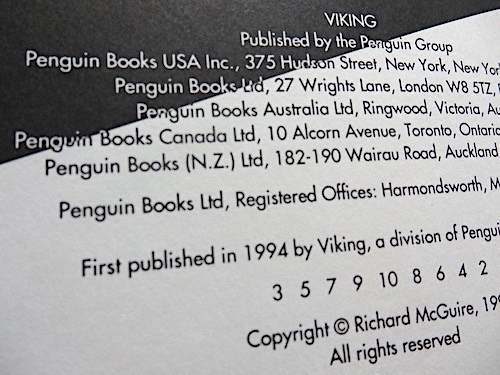 VIKING
Published by the Penguin Group
Penguin Books USA Inc., 375 Hudson Street, New York, New
Penguin Books Ltd, 27 Wrights Lane, London W8 5TZ,
Penguin Books Australia Ltd, Ringwood, Victoria,
Penguin Books Canada Ltd, 10 Alcorn Avenue, Toronto, Ontario
Penguin Books (N.Z.) Ltd, 182-190 Wairau Road, Auckland
Penguin Books Ltd, Registered Offices: Harmondsworth,
First published in 1994 by Viking, a division of
3 5 7 9 10 8 6 4 2
Copyright © Richard McGuire,
All rights reserved